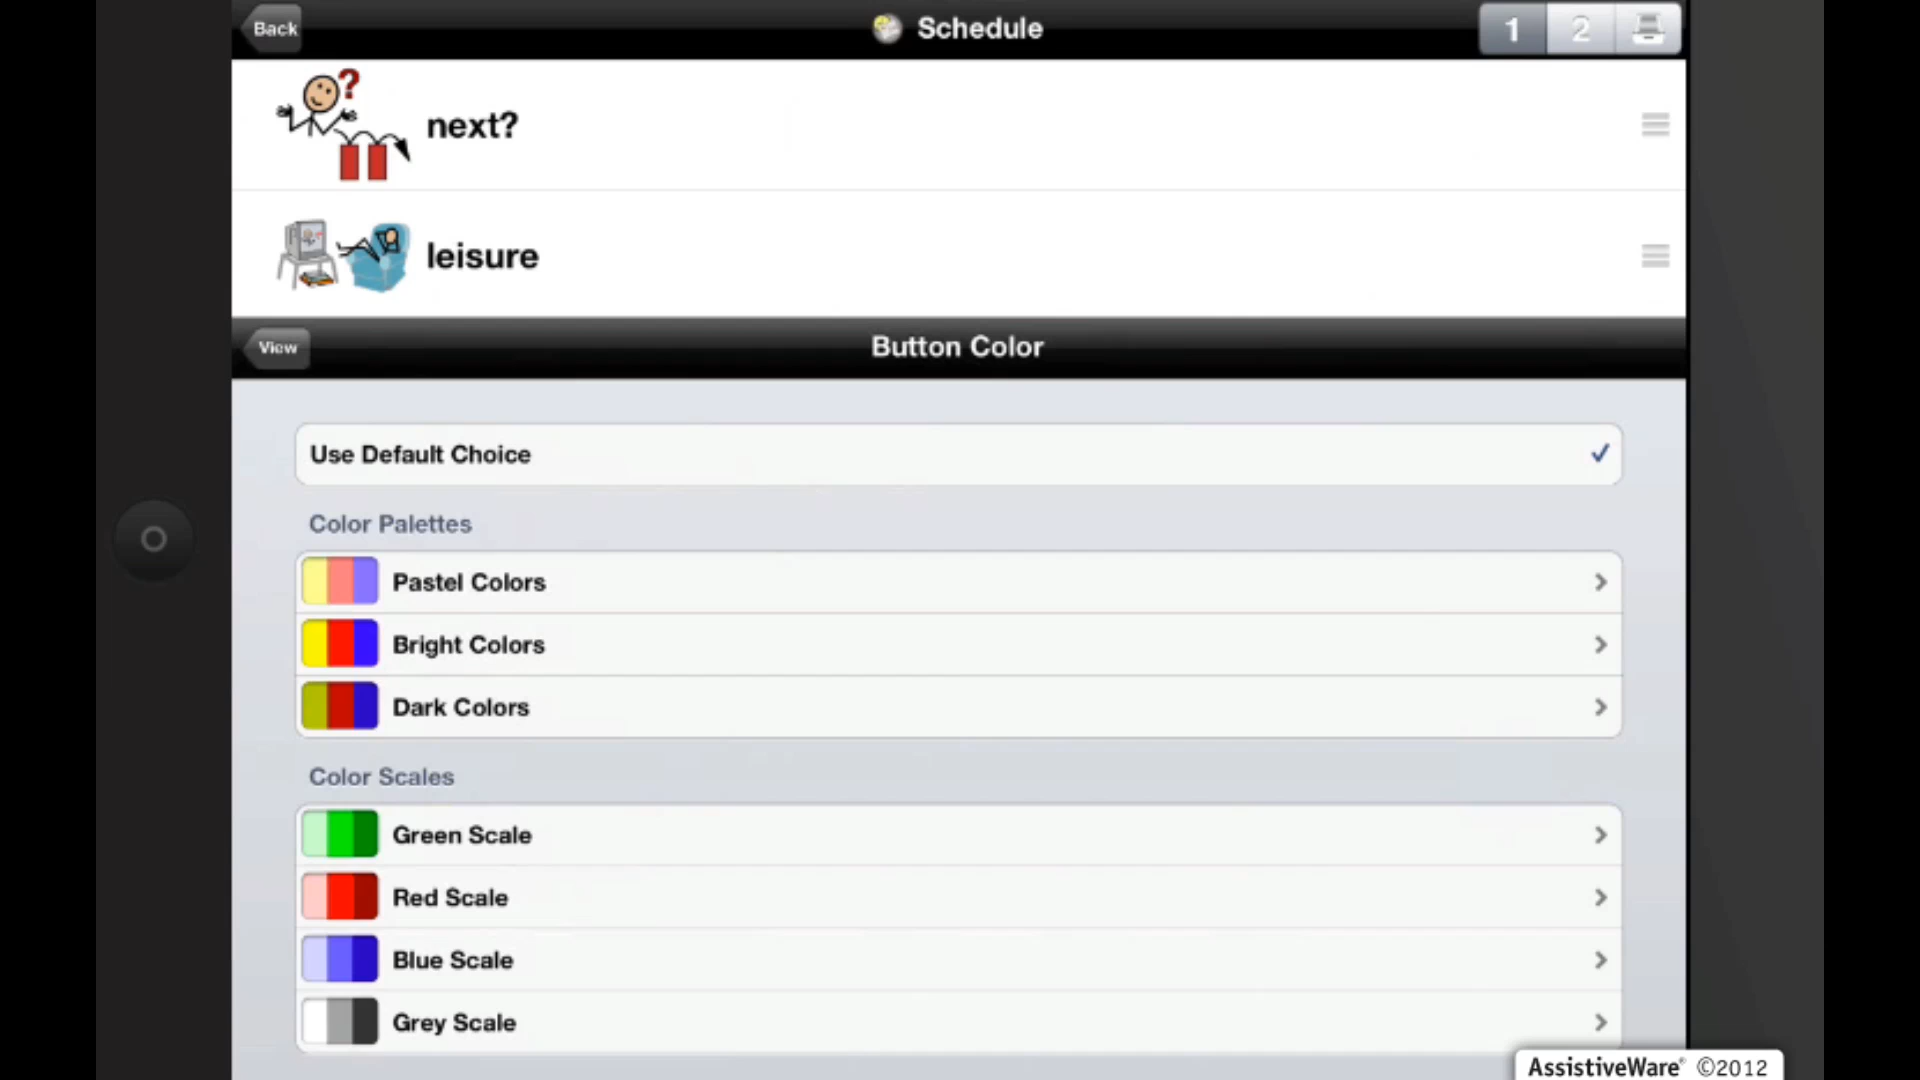 Back
Schedule
1
2
next?
leisure
View
Button Color
Use Default Choice
Color Palettes
Pastel Colors
Bright Colors
Dark Colors
Color Scales
Green Scale
Red Scale
Blue Scale
Grey Scale
AssistiveWare® ©2012